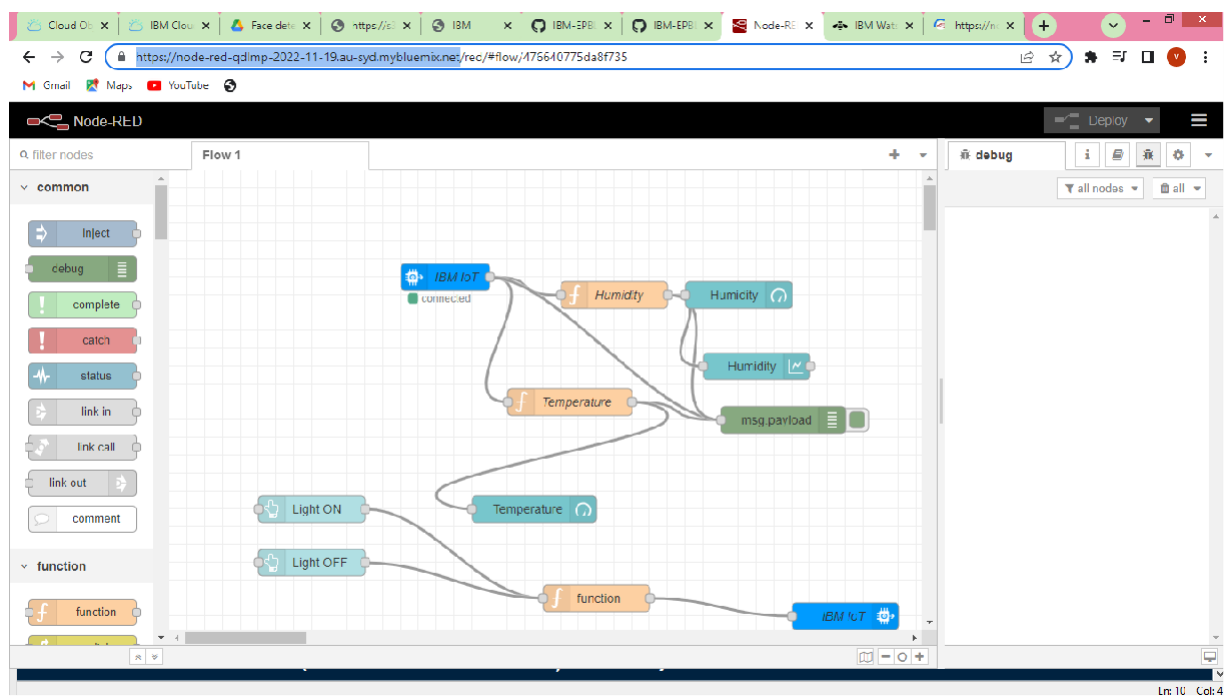 Cloud Ob
IBM Clou
Face dete
https://s
IBM
IBM-EPBL
IBM-EPBL
Node-RE
IBM Wats
https://n
https://node-red-qdlmp-2022-11-19.au-syd.mybluemix.net/rec/#flow/476640775da8f735
V
Gmail
Maps
YouTube
Node-RED
Deploy
filter nodes
Flow 1
debug
i
common
all nodes
all
inject
debug
complete
catch
status
link in
link call
link out
comment
function
function
IBM IoT
connected
f
Humidity
Humidity
Humidity
f
Temperature
msg.payload
Temperature
Light ON
Light OFF
f
function
IBM IoT
Ln: 10 Col: 4